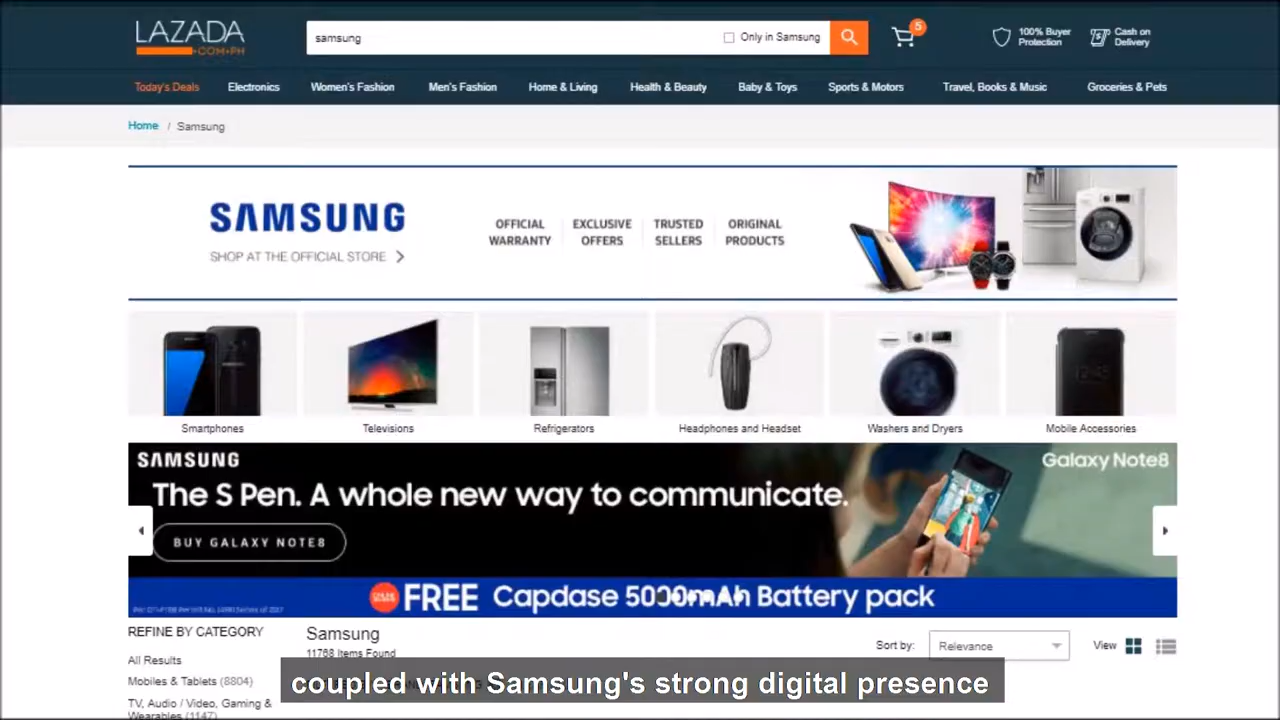 LAZADA
.COM.PH
samsung
Only in Samsung
5
100% Buyer
Protection
Cash on
Delivery
Today's Deals
Electronics
Women's Fashion
Men's Fashion
Home & Living
Health & Beauty
Baby & Toys
Sports & Motors
Travel, Books & Music
Groceries & Pets
Home / Samsung
SAMSUNG
SHOP AT THE OFFICIAL STORE
OFFICIAL
WARRANTY
EXCLUSIVE
OFFERS
TRUSTED
SELLERS
ORIGINAL
PRODUCTS
Smartphones
Televisions
Refrigerators
Headphones and Headset
Washers and Dryers
Mobile Accessories
SAMSUNG
Galaxy Note8
The S Pen. A whole new way to communicate.
BUY GALAXY NOTE8
FREE Capdase 5000mAh Battery pack
REFINE BY CATEGORY
Samsung
11768 Items Found
Sort by:
Relevance
View
All Results
Mobiles & Tablets (8804)
TV, Audio / Video, Gaming &
Wearables (1147)
coupled with Samsung's strong digital presence